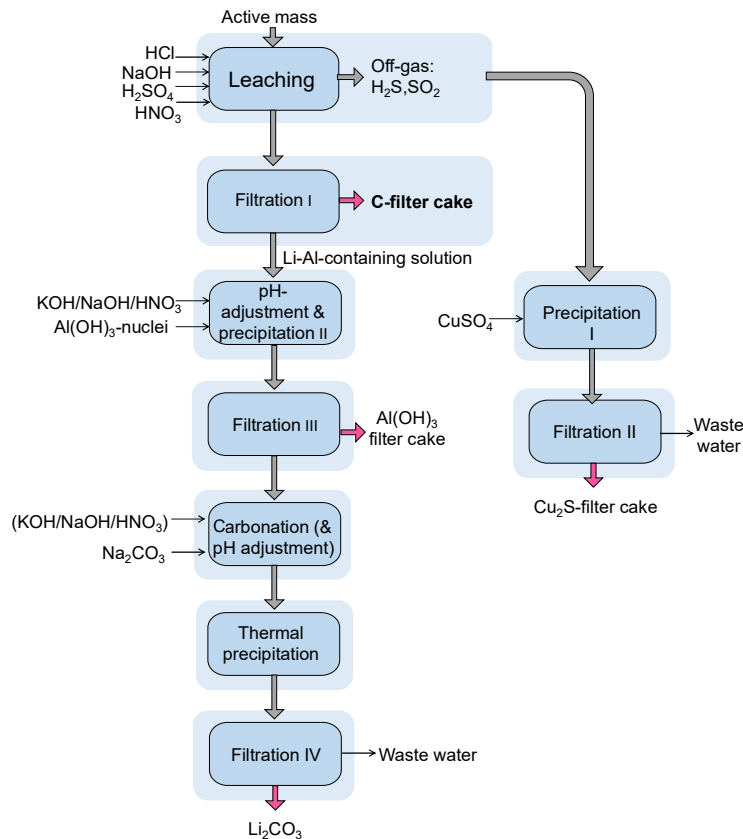 Active mass
HCl
NaOH
H₂SO₄
HNO₃
Leaching
Off-gas:
H₂S,SO₂
Filtration I
C-filter cake
Li-Al-containing solution
KOH/NaOH/HNO₃
Al(OH)₃-nuclei
pH-
adjustment &
precipitation II
CuSO₄
Precipitation
I
Filtration III
Al(OH)₃
filter cake
Filtration II
Waste
water
Cu₂S-filter cake
(KOH/NaOH/HNO₃)
Na₂CO₃
Carbonation (&
pH adjustment)
Thermal
precipitation
Filtration IV
Waste water
Li₂CO₃